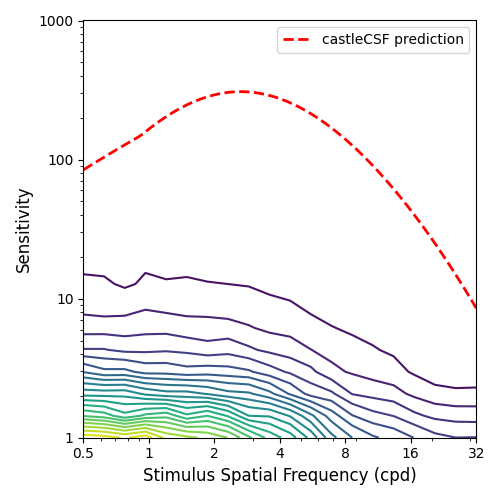 1000
castleCSF prediction
100
Sensitivity
10
1
0.5 1 2 4 8 16 32
Stimulus Spatial Frequency (cpd)